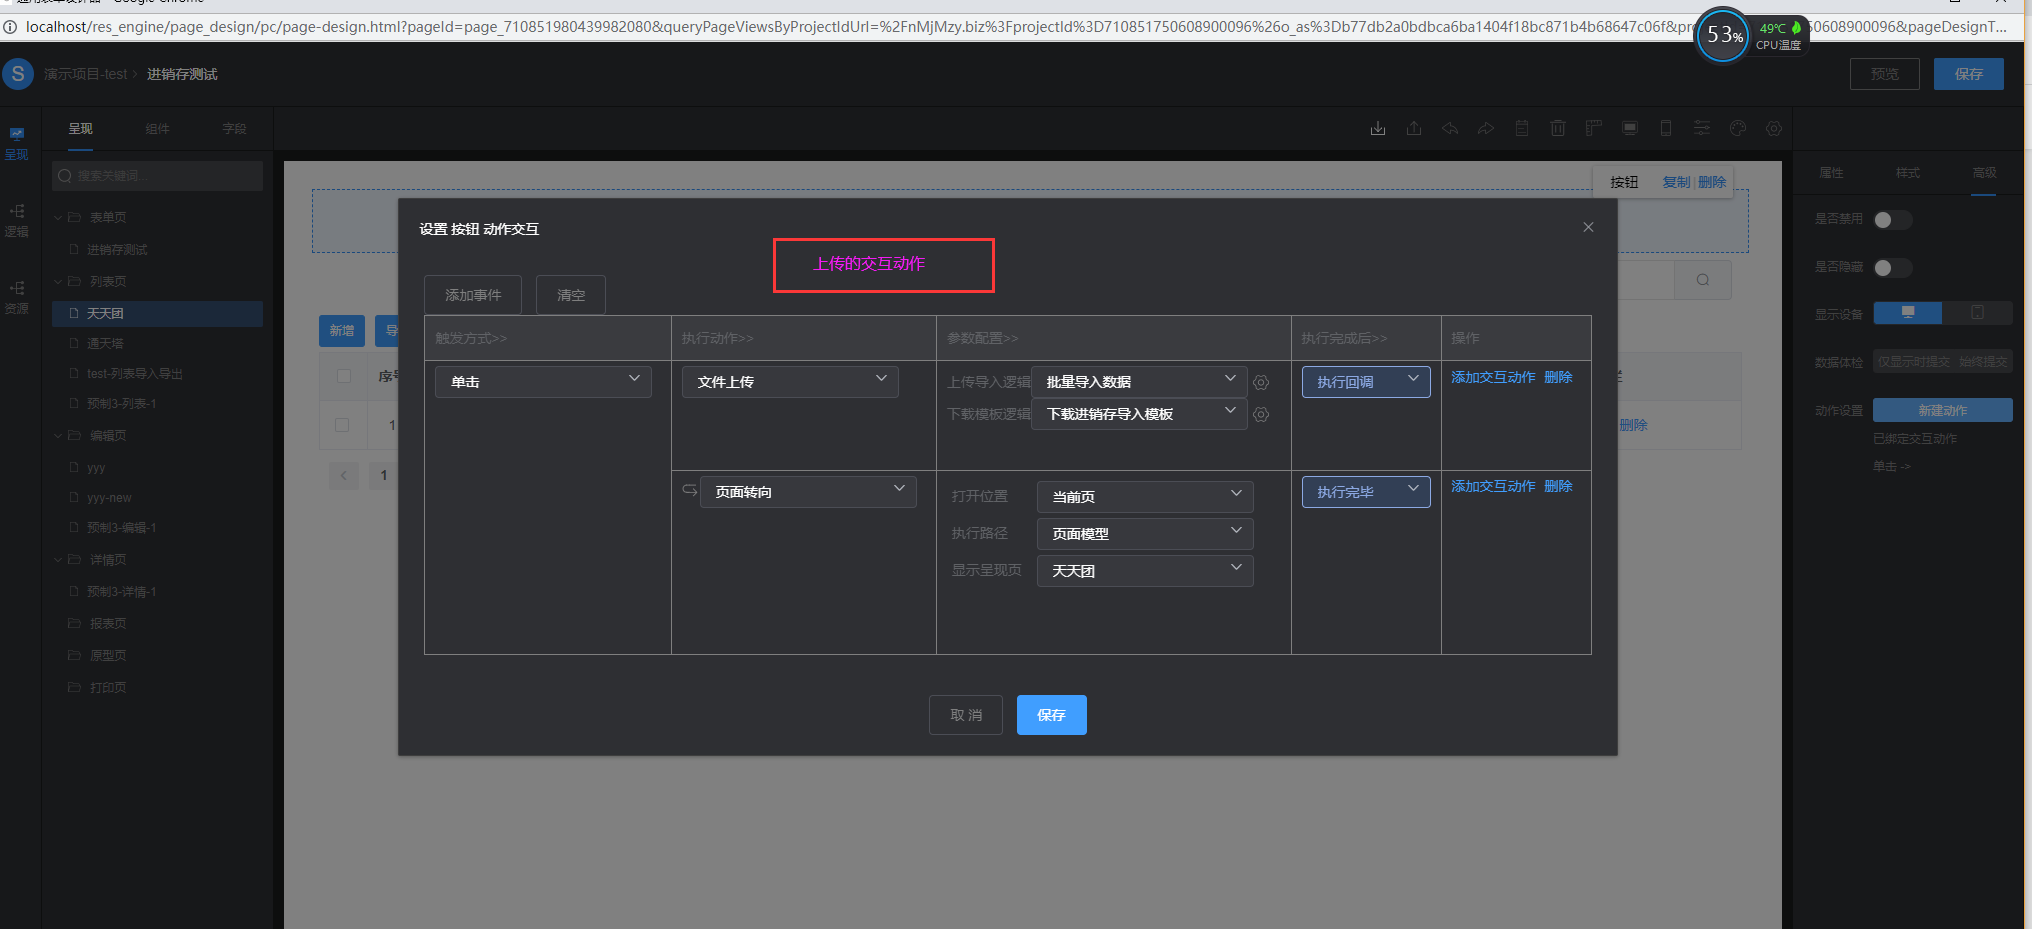 localhost/res_engine/page_design/pc/page-design.html?pageId=page_710851980439982080&queryPageViewsByProjectIdUrl=%2FnMjMzy.biz%3FprojectId%3D710851750608900096%26o_as%3Db77db2a0bdbca6ba1404f18bc871b4b68647c06f&pro
50608900096&pageDesignT...
53%
49℃
CPU温度
S 演示项目-test > 进销存测试
预览 保存
呈现 组件 字段
呈现
逻辑
资源
搜索关键词...
表单页
进销存测试
列表页
天天团
通天塔
test-列表导入导出
预制3-列表-1
编辑页
yyy
yyy-new
预制3-编辑-1
详情页
预制3-详情-1
报表页
原型页
打印页
按钮 复制 删除
新增 导
序号
1
删除
1
设置 按钮 动作交互
上传的交互动作
添加事件 清空
触发方式>> 执行动作>> 参数配置>> 执行完成后>> 操作
单击 文件上传 上传导入逻辑 批量导入数据 执行回调 添加交互动作 删除
下载模板逻辑 下载进销存导入模板
页面转向 打开位置 当前页 执行完毕 添加交互动作 删除
执行路径 页面模型
显示呈现页 天天团
取 消 保存
属性 样式 高级
是否禁用
是否隐藏
显示设备
数据体检 仅显示时提交 始终提交
动作设置 新建动作
已绑定交互动作
单击 ->